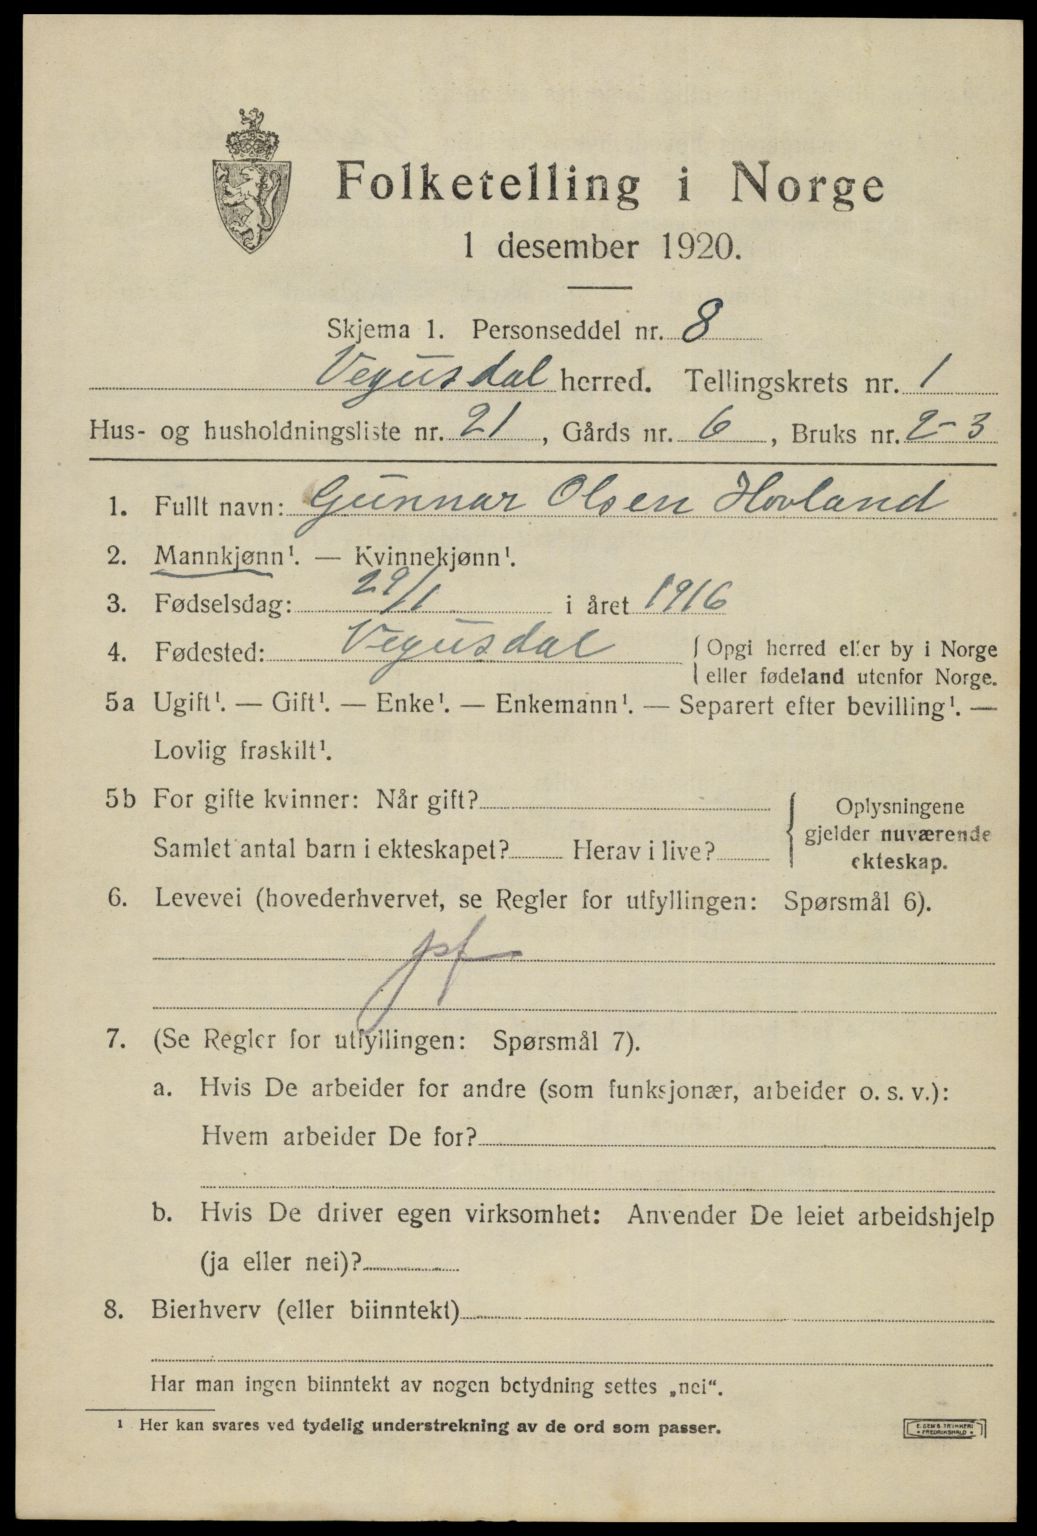 Folketelling i Norge
1 desember 1920.
Skjema 1. Personseddel nr. 8
Vegusdal herred. Tellingskrets nr. 1
Hus- og husholdningsliste nr. 21, Gårds nr. 6, Bruks nr. 2-3
1. Fullt navn: Gunnar Olsen Hovland
2. Mannkjønn¹. — Kvinnekjønn¹.
3. Fødselsdag: 29/1 i året 1916
4. Fødested: Vegusdal { Opgi herred eller by i Norge
eller fødeland utenfor Norge.
5a Ugift¹. — Gift¹. — Enke¹. — Enkemann¹. — Separert efter bevilling¹. —
Lovlig fraskilt¹.
5b For gifte kvinner: Når gift?
Samlet antal barn i ekteskapet? Herav i live?
Oplysningene
gjelder nuværende
ekteskap.
6. Levevei (hovederhvervet, se Regler for utfyllingen: Spørsmål 6).
pf
7. (Se Regler for utfyllingen: Spørsmål 7).
a. Hvis De arbeider for andre (som funksjonær, arbeider o. s. v.):
Hvem arbeider De for?
b. Hvis De driver egen virksomhet: Anvender De leiet arbeidshjelp
(ja eller nei)?
8. Bierhverv (eller biinntekt)
Har man ingen biinntekt av nogen betydning settes „nei“.
¹ Her kan svares ved tydelig understrekning av de ord som passer.
E. SEM'S TRYKKERI
• FREDRIKSHALD •